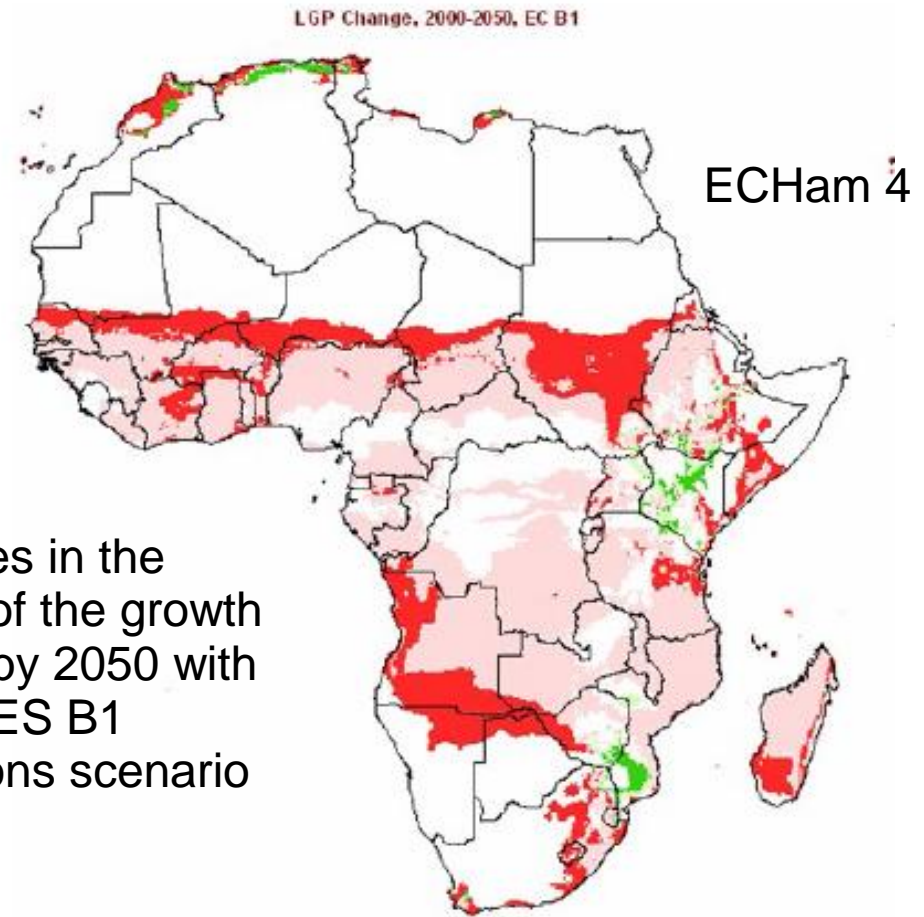 LGP Change, 2000-2050, EC B1
ECHam 4
es in the
of the growth
by 2050 with
ES B1
ons scenario